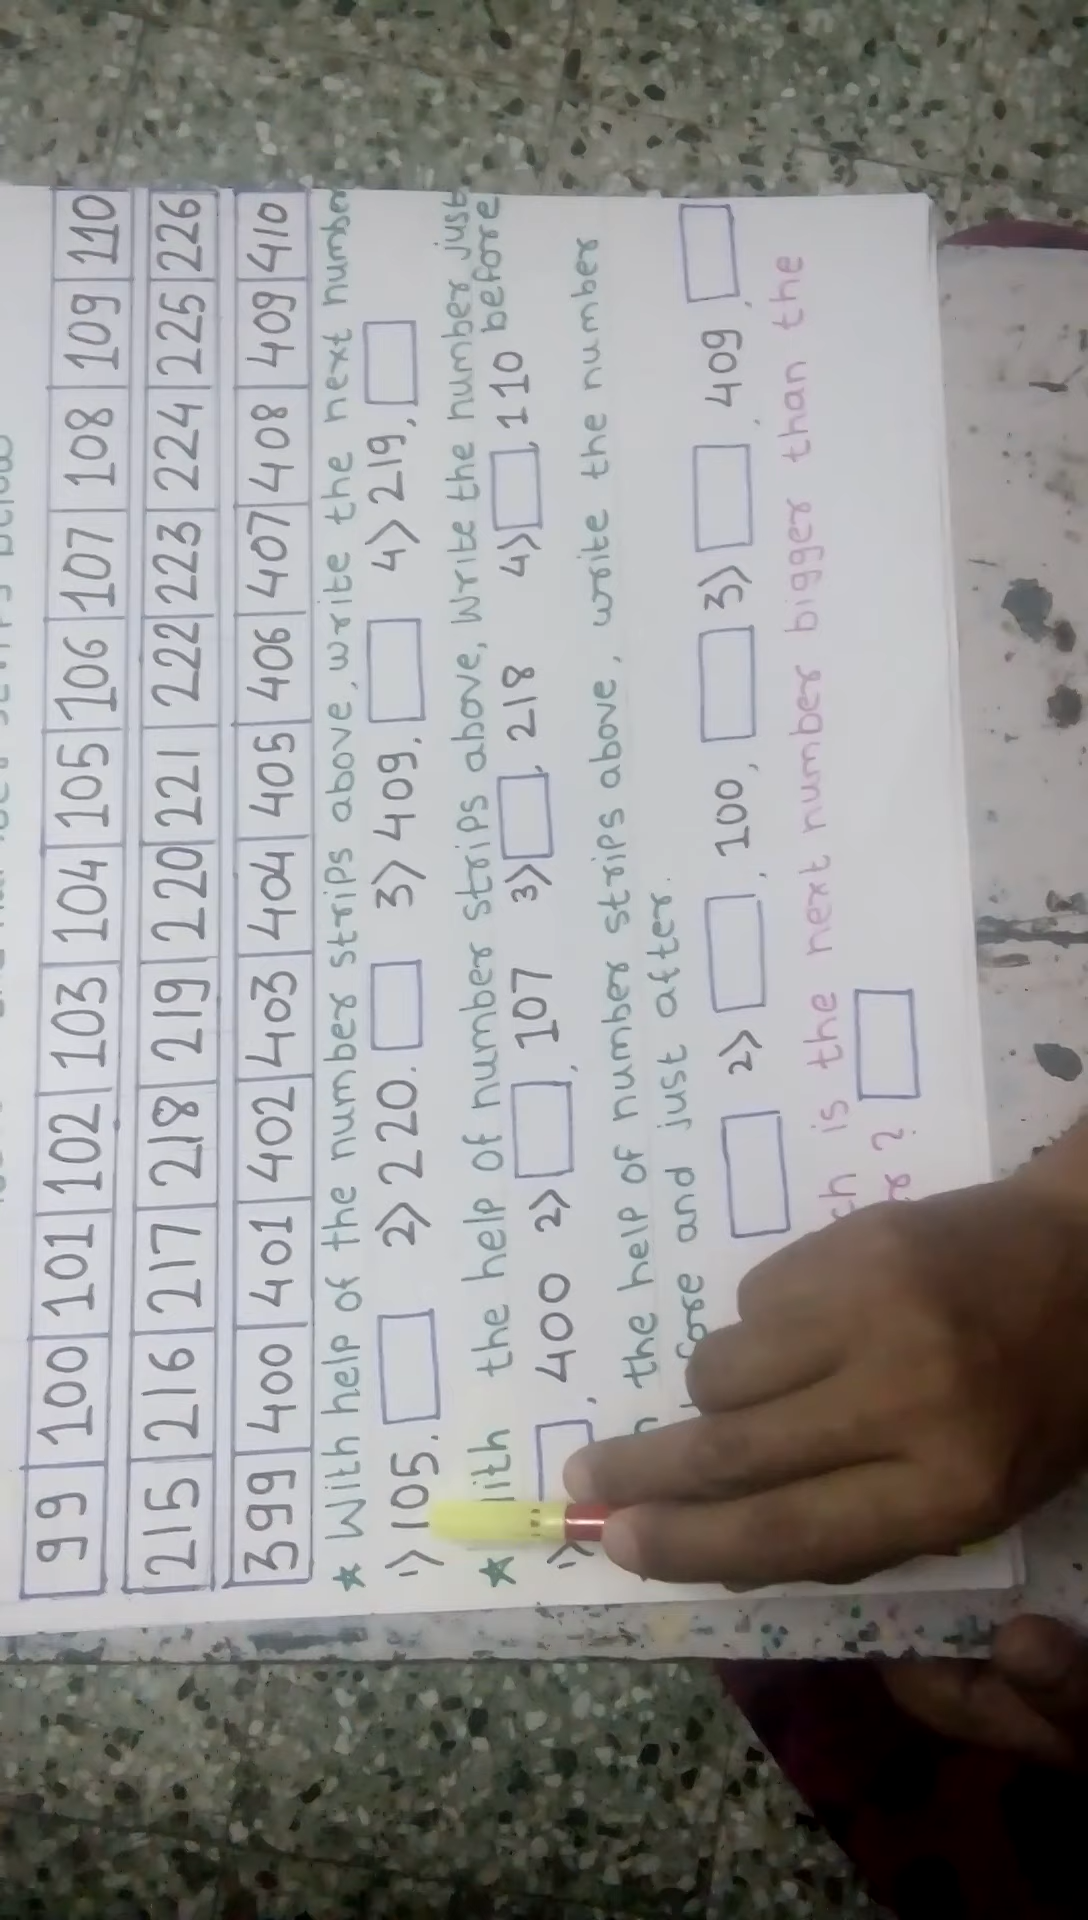 99 100 101 102 103 104 105 106 107 108 109 110
215 216 217 218 219 220 221 222 223 224 225 226
399 400 401 402 403 404 405 406 407 408 409 410
* With help of the number strips above, write the next number
1) 105, 2) 220, 3) 409, 4) 219,
* ith the help of number strips above, Write the number just before
1) , 400 2) , 107 3) , 218 4) , 110
the help of number strips above, write the number
fore and just after.
2) , 100, 3) , 409,
ch is the next number bigger than the
?